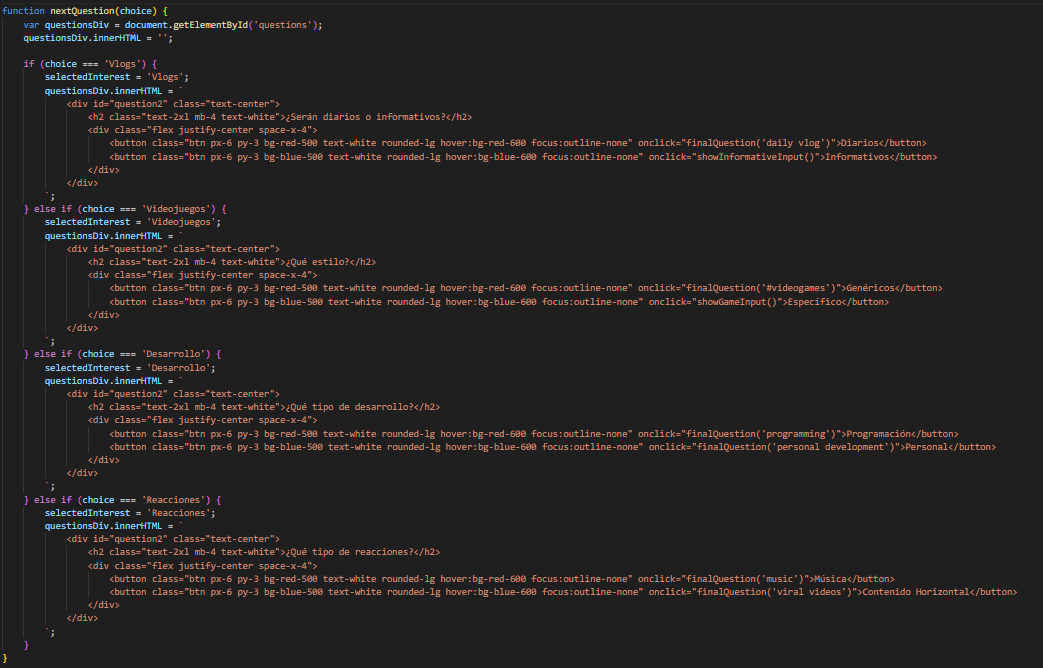 function nextQuestion(choice) {
    var questionsDiv = document.getElementById('questions');
    questionsDiv.innerHTML = '';

    if (choice === 'Vlogs') {
        selectedInterest = 'Vlogs';
        questionsDiv.innerHTML = `
            <div id="question2" class="text-center">
                <h2 class="text-2xl mb-4 text-white">¿Serán diarios o informativos?</h2>
                <div class="flex justify-center space-x-4">
                    <button class="btn px-6 py-3 bg-red-500 text-white rounded-lg hover:bg-red-600 focus:outline-none" onclick="finalQuestion('daily vlog')">Diarios</button>
                    <button class="btn px-6 py-3 bg-blue-500 text-white rounded-lg hover:bg-blue-600 focus:outline-none" onclick="showInformativeInput()">Informativos</button>
                </div>
            </div>
        `;
    } else if (choice === 'Videojuegos') {
        selectedInterest = 'Videojuegos';
        questionsDiv.innerHTML = `
            <div id="question2" class="text-center">
                <h2 class="text-2xl mb-4 text-white">¿Qué estilo?</h2>
                <div class="flex justify-center space-x-4">
                    <button class="btn px-6 py-3 bg-red-500 text-white rounded-lg hover:bg-red-600 focus:outline-none" onclick="finalQuestion('#videogames')">Genéricos</button>
                    <button class="btn px-6 py-3 bg-blue-500 text-white rounded-lg hover:bg-blue-600 focus:outline-none" onclick="showGameInput()">Específico</button>
                </div>
            </div>
        `;
    } else if (choice === 'Desarrollo') {
        selectedInterest = 'Desarrollo';
        questionsDiv.innerHTML = `
            <div id="question2" class="text-center">
                <h2 class="text-2xl mb-4 text-white">¿Qué tipo de desarrollo?</h2>
                <div class="flex justify-center space-x-4">
                    <button class="btn px-6 py-3 bg-red-500 text-white rounded-lg hover:bg-red-600 focus:outline-none" onclick="finalQuestion('programming')">Programación</button>
                    <button class="btn px-6 py-3 bg-blue-500 text-white rounded-lg hover:bg-blue-600 focus:outline-none" onclick="finalQuestion('personal development')">Personal</button>
                </div>
            </div>
        `;
    } else if (choice === 'Reacciones') {
        selectedInterest = 'Reacciones';
        questionsDiv.innerHTML = `
            <div id="question2" class="text-center">
                <h2 class="text-2xl mb-4 text-white">¿Qué tipo de reacciones?</h2>
                <div class="flex justify-center space-x-4">
                    <button class="btn px-6 py-3 bg-red-500 text-white rounded-lg hover:bg-red-600 focus:outline-none" onclick="finalQuestion('music')">Música</button>
                    <button class="btn px-6 py-3 bg-blue-500 text-white rounded-lg hover:bg-blue-600 focus:outline-none" onclick="finalQuestion('viral videos')">Contenido Horizontal</button>
                </div>
            </div>
        `;
    }
}